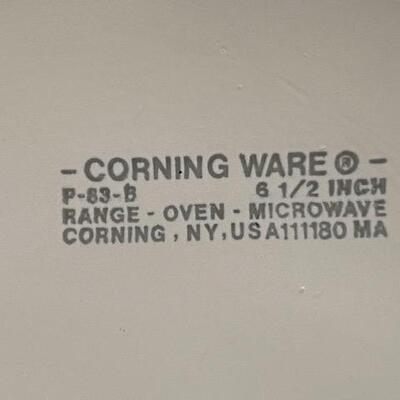 - CORNING WARE ® -
P-83-B 6 1/2 INCH
RANGE - OVEN - MICROWAVE
CORNING , NY, USA111180 MA